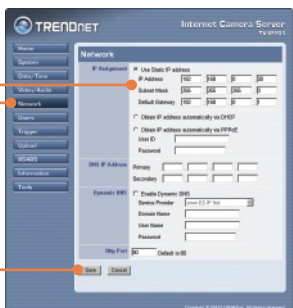 TRENDNET
Internet Camera Server
Home
System
Date/Time
Video/Audio
Network
Users
Trigger
Upload
RS485
Information
Tools
Network
IP Assignment
Use Static IP address
IP Address 192 168 0 30
Subnet Mask 255 255 255 0
Default Gateway 192 168 0 1
Obtain IP address automatically via DHCP
Obtain IP address automatically via PPPoE
User ID
Password
DNS IP Address Primary
Secondary
Dynamic DNS Enable Dynamic DNS
Service Provider
Domain Name
User Name
Password
Http Port 80 Default is 80
Save Cancel